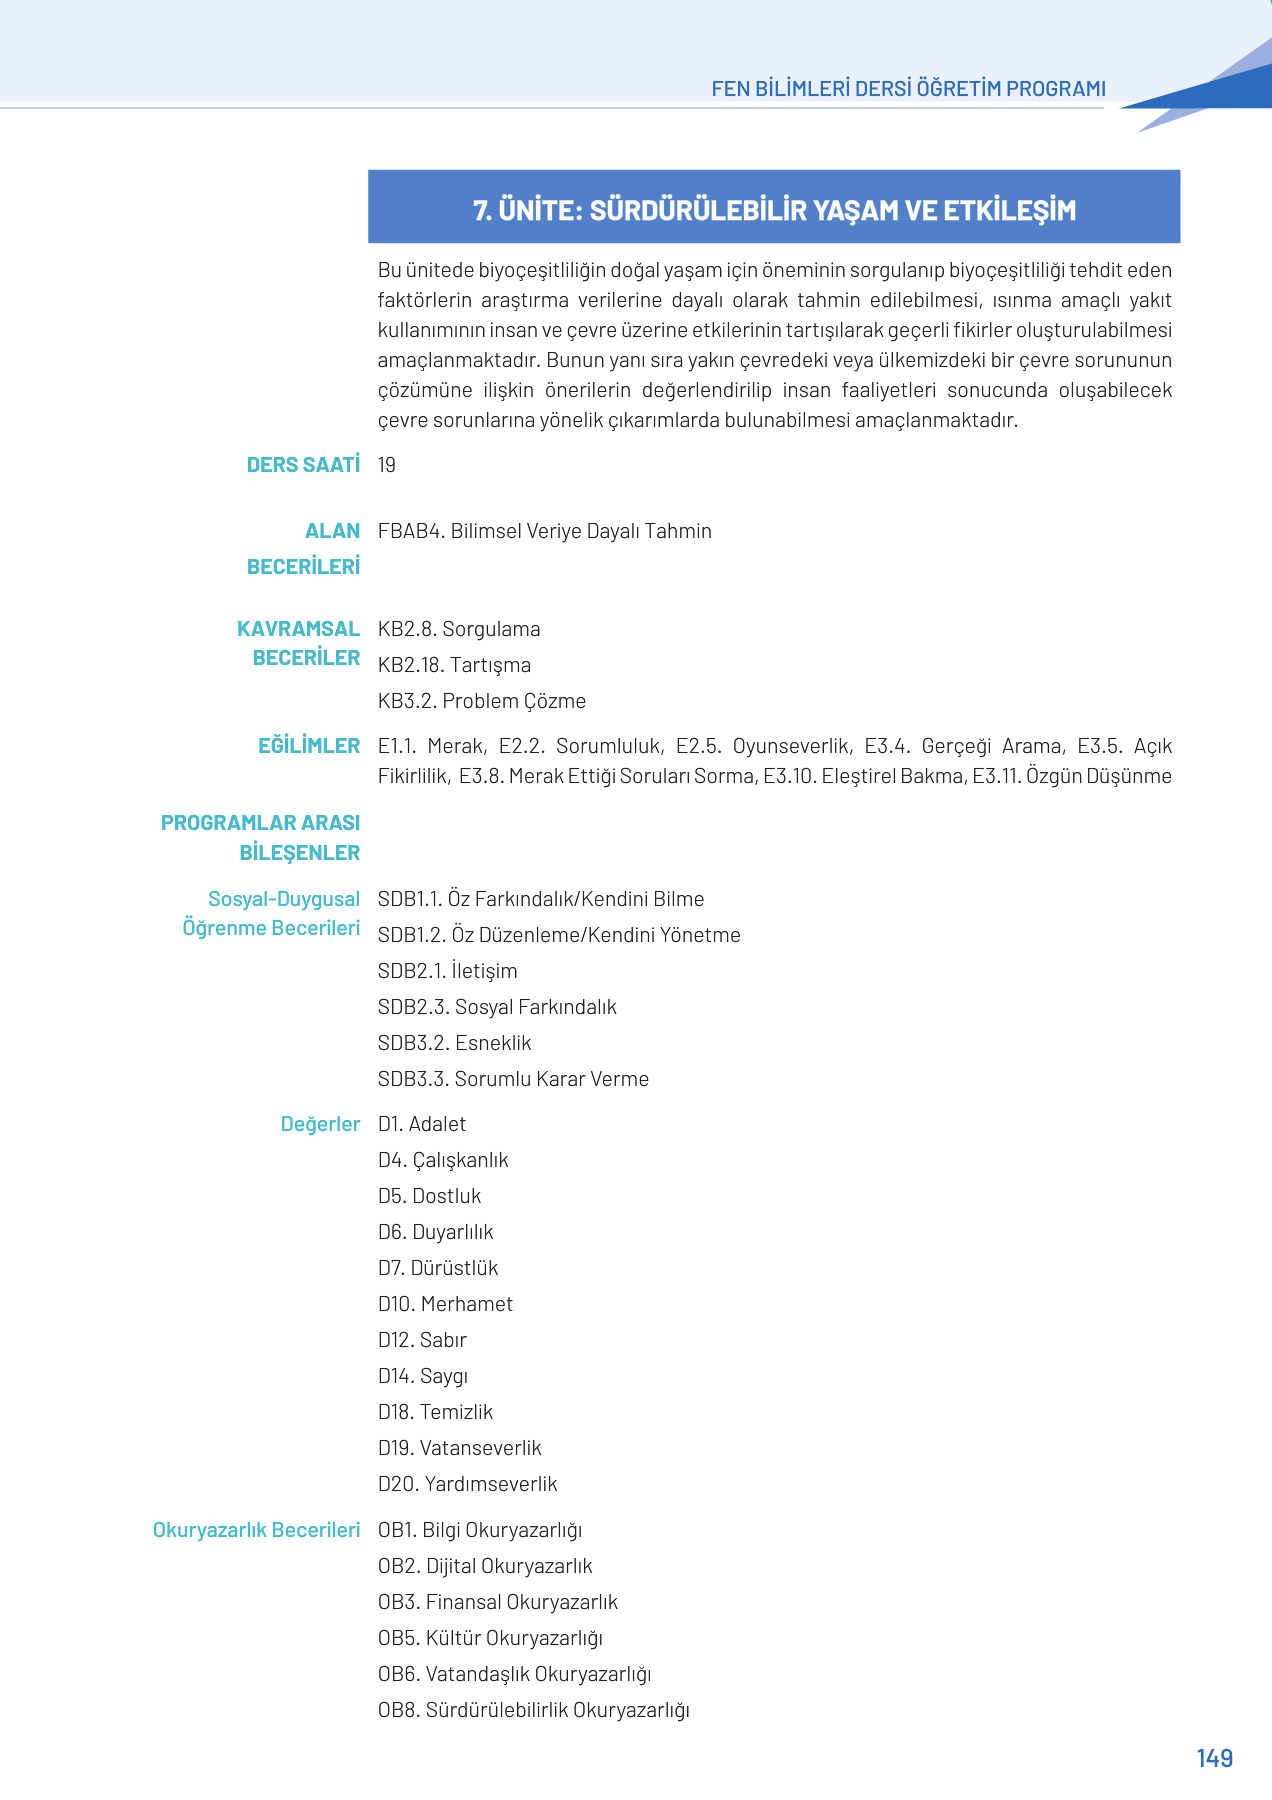 FEN BİLİMLERİ DERSİ ÖĞRETİM PROGRAMI
7. ÜNİTE: SÜRDÜRÜLEBİLİR YAŞAM VE ETKİLEŞİM
Bu ünitede biyoçeşitliliğin doğal yaşam için öneminin sorgulanıp biyoçeşitliliği tehdit eden
faktörlerin araştırma verilerine dayalı olarak tahmin edilebilmesi, ısınma amaçlı yakıt
kullanımının insan ve çevre üzerine etkilerinin tartışılarak geçerli fikirler oluşturulabilmesi
amaçlanmaktadır. Bunun yanı sıra yakın çevredeki veya ülkemizdeki bir çevre sorununun
çözümüne ilişkin önerilerin değerlendirilip insan faaliyetleri sonucunda oluşabilecek
çevre sorunlarına yönelik çıkarımlarda bulunabilmesi amaçlanmaktadır.
DERS SAATİ 19
ALAN FBAB4. Bilimsel Veriye Dayalı Tahmin
BECERİLERİ
KAVRAMSAL KB2.8. Sorgulama
BECERİLER KB2.18. Tartışma
KB3.2. Problem Çözme
EĞİLİMLER E1.1. Merak, E2.2. Sorumluluk, E2.5. Oyunseverlik, E3.4. Gerçeği Arama, E3.5. Açık
Fikirlilik, E3.8. Merak Ettiği Soruları Sorma, E3.10. Eleştirel Bakma, E3.11. Özgün Düşünme
PROGRAMLAR ARASI
BİLEŞENLER
Sosyal-Duygusal SDB1.1. Öz Farkındalık/Kendini Bilme
Öğrenme Becerileri SDB1.2. Öz Düzenleme/Kendini Yönetme
SDB2.1. İletişim
SDB2.3. Sosyal Farkındalık
SDB3.2. Esneklik
SDB3.3. Sorumlu Karar Verme
Değerler D1. Adalet
D4. Çalışkanlık
D5. Dostluk
D6. Duyarlılık
D7. Dürüstlük
D10. Merhamet
D12. Sabır
D14. Saygı
D18. Temizlik
D19. Vatanseverlik
D20. Yardımseverlik
Okuryazarlık Becerileri OB1. Bilgi Okuryazarlığı
OB2. Dijital Okuryazarlık
OB3. Finansal Okuryazarlık
OB5. Kültür Okuryazarlığı
OB6. Vatandaşlık Okuryazarlığı
OB8. Sürdürülebilirlik Okuryazarlığı
149